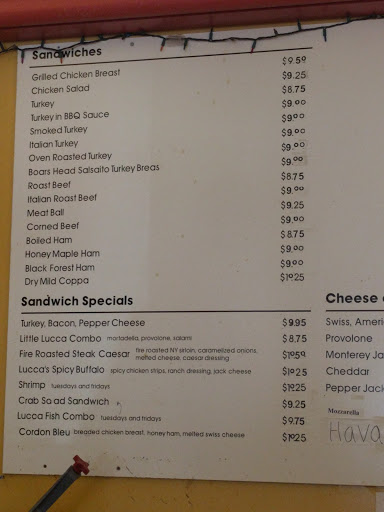 Sandwiches
Grilled Chicken Breast $9.50
Chicken Salad $9.25
Turkey $8.75
Turkey in BBQ Sauce $9.00
Smoked Turkey $9.00
Italian Turkey $9.00
Oven Roasted Turkey $9.00
Boars Head Salsalito Turkey Breas $9.00
Roast Beef $8.75
Italian Roast Beef $9.00
Meat Ball $9.25
Corned Beef $9.00
Boiled Ham $8.75
Honey Maple Ham $9.00
Black Forest Ham $9.00
Dry Mild Coppa $10.25
Sandwich Specials
Turkey, Bacon, Pepper Cheese $9.95
Little Lucca Combo mortadella, provolone, salami $8.75
Fire Roasted Steak Caesar fire roasted NY sirloin, caramelized onions, $10.50
melted cheese, caesar dressing
Lucca's Spicy Buffalo spicy chicken strips, ranch dressing, jack cheese $10.25
Shrimp tuesdays and fridays $10.25
Crab Salad Sandwich $9.25
Lucca Fish Combo tuesdays and fridays $9.75
Cordon Bleu breaded chicken breast, honey ham, melted swiss cheese $10.25
Cheese
Swiss, Ameri
Provolone
Monterey Ja
Cheddar
Pepper Jack
Mozzarella
Hava